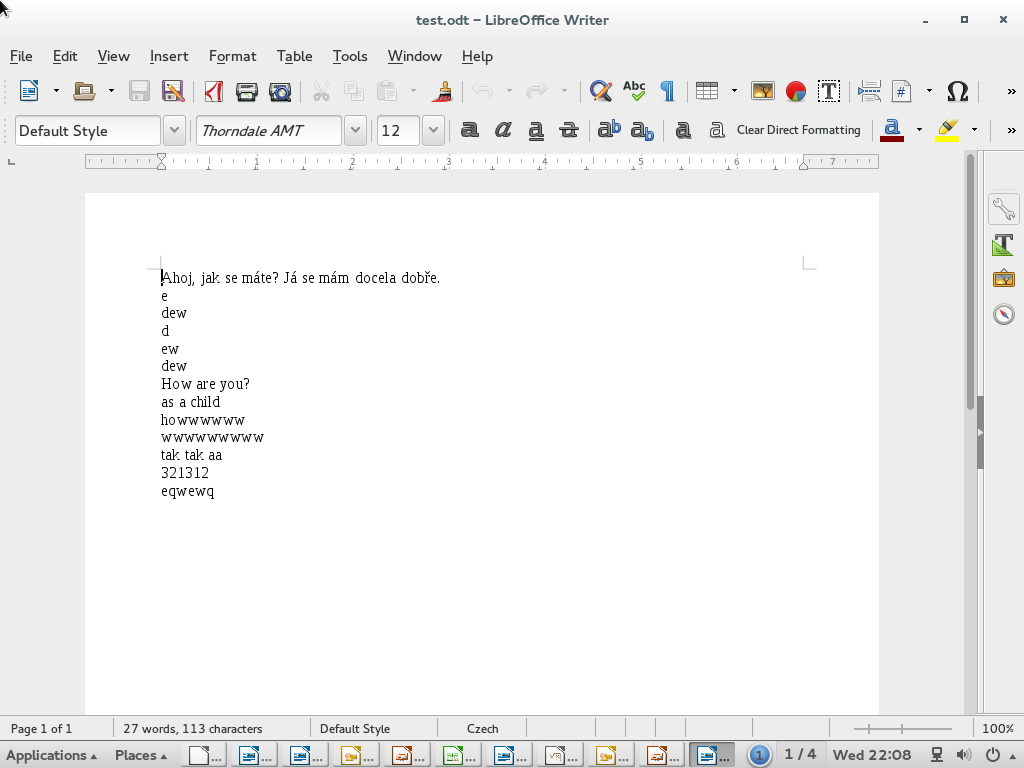 test.odt – LibreOffice Writer
File Edit View Insert Format Table Tools Window Help
Default Style Thorndale AMT 12 Clear Direct Formatting
1 2 3 4 5 6 7
Ahoj, jak se máte? Já se mám docela dobře.
e
dew
d
ew
dew
How are you?
as a child
howwwwww
wwwwwwwww
tak tak aa
321312
eqwewq
Page 1 of 1 27 words, 113 characters Default Style Czech 100%
Applications Places ... ... ... ... ... ... ... ... ... ... ... 1 1 / 4 Wed 22:08